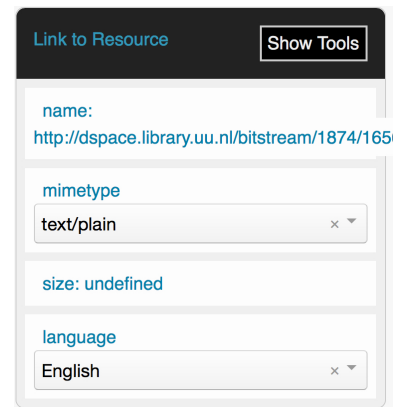 Link to Resource
Show Tools
name:
http://dspace.library.uu.nl/bitstream/1874/165
mimetype
text/plain
size: undefined
language
English